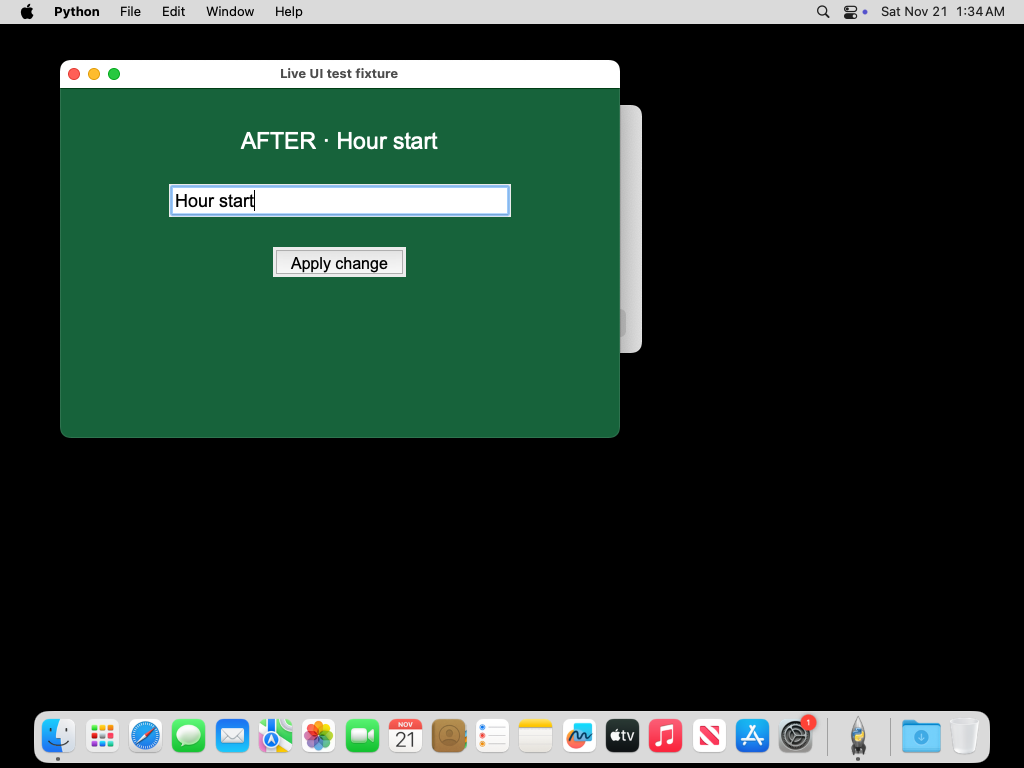 Python File Edit Window Help Sat Nov 21 1:34 AM
Live UI test fixture
AFTER · Hour start
Hour start
Apply change
NOV
21
tv
1